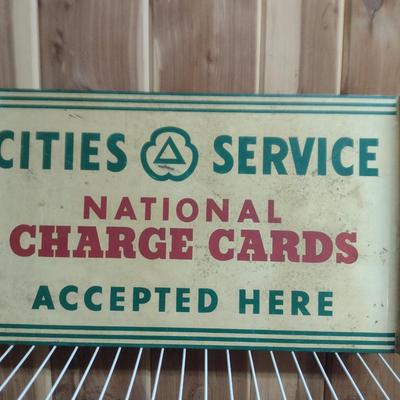 CITIES SERVICE
NATIONAL
CHARGE CARDS
ACCEPTED HERE